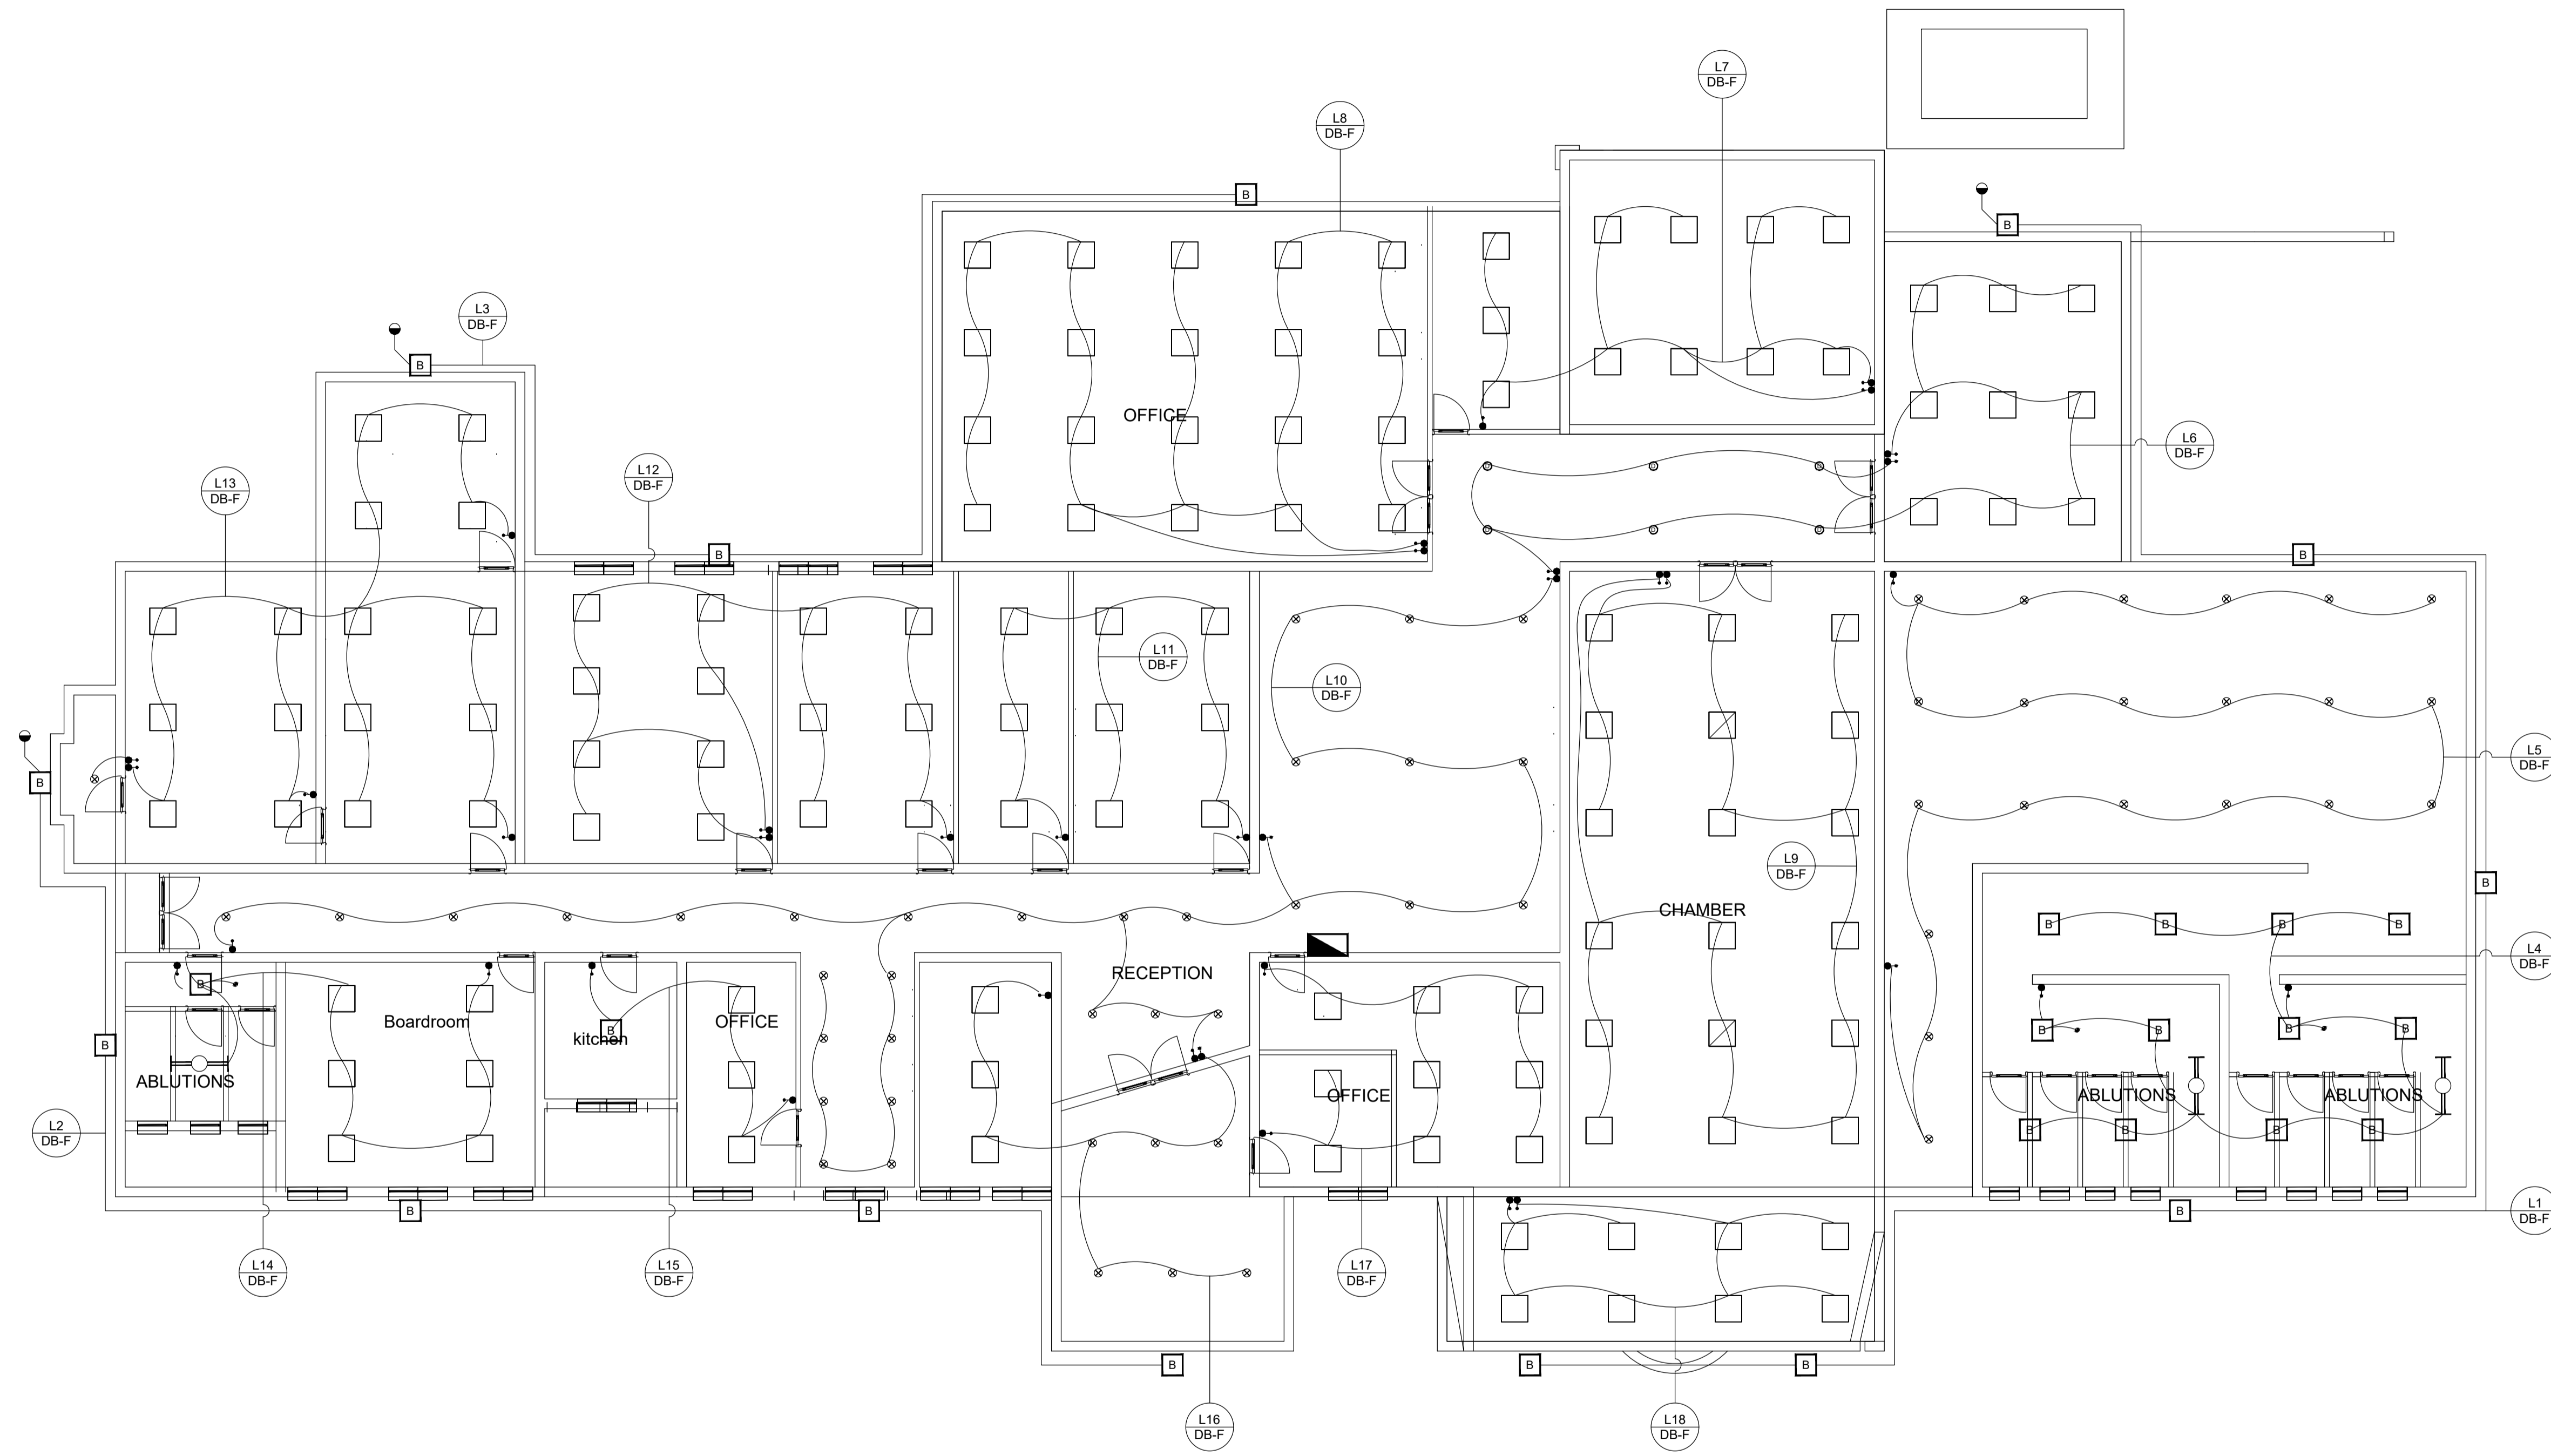 L7
DB-F
L8
DB-F
B
B
L3
DB-F
B
OFFICE
L6
DB-F
L12
DB-F
L13
DB-F
B
B
L11
DB-F
L10
DB-F
L5
DB-F
B
L9
DB-F
B
CHAMBER
B
B
B
B
L4
DB-F
RECEPTION
B
Boardroom
OFFICE
kitchen
B
B
B
B
B
B
ABLUTIONS
OFFICE
ABLUTIONS
ABLUTIONS
L2
DB-F
B
B
B
B
B
B
B
L1
DB-F
L14
DB-F
L15
DB-F
L17
DB-F
B
B
B
L16
DB-F
L18
DB-F